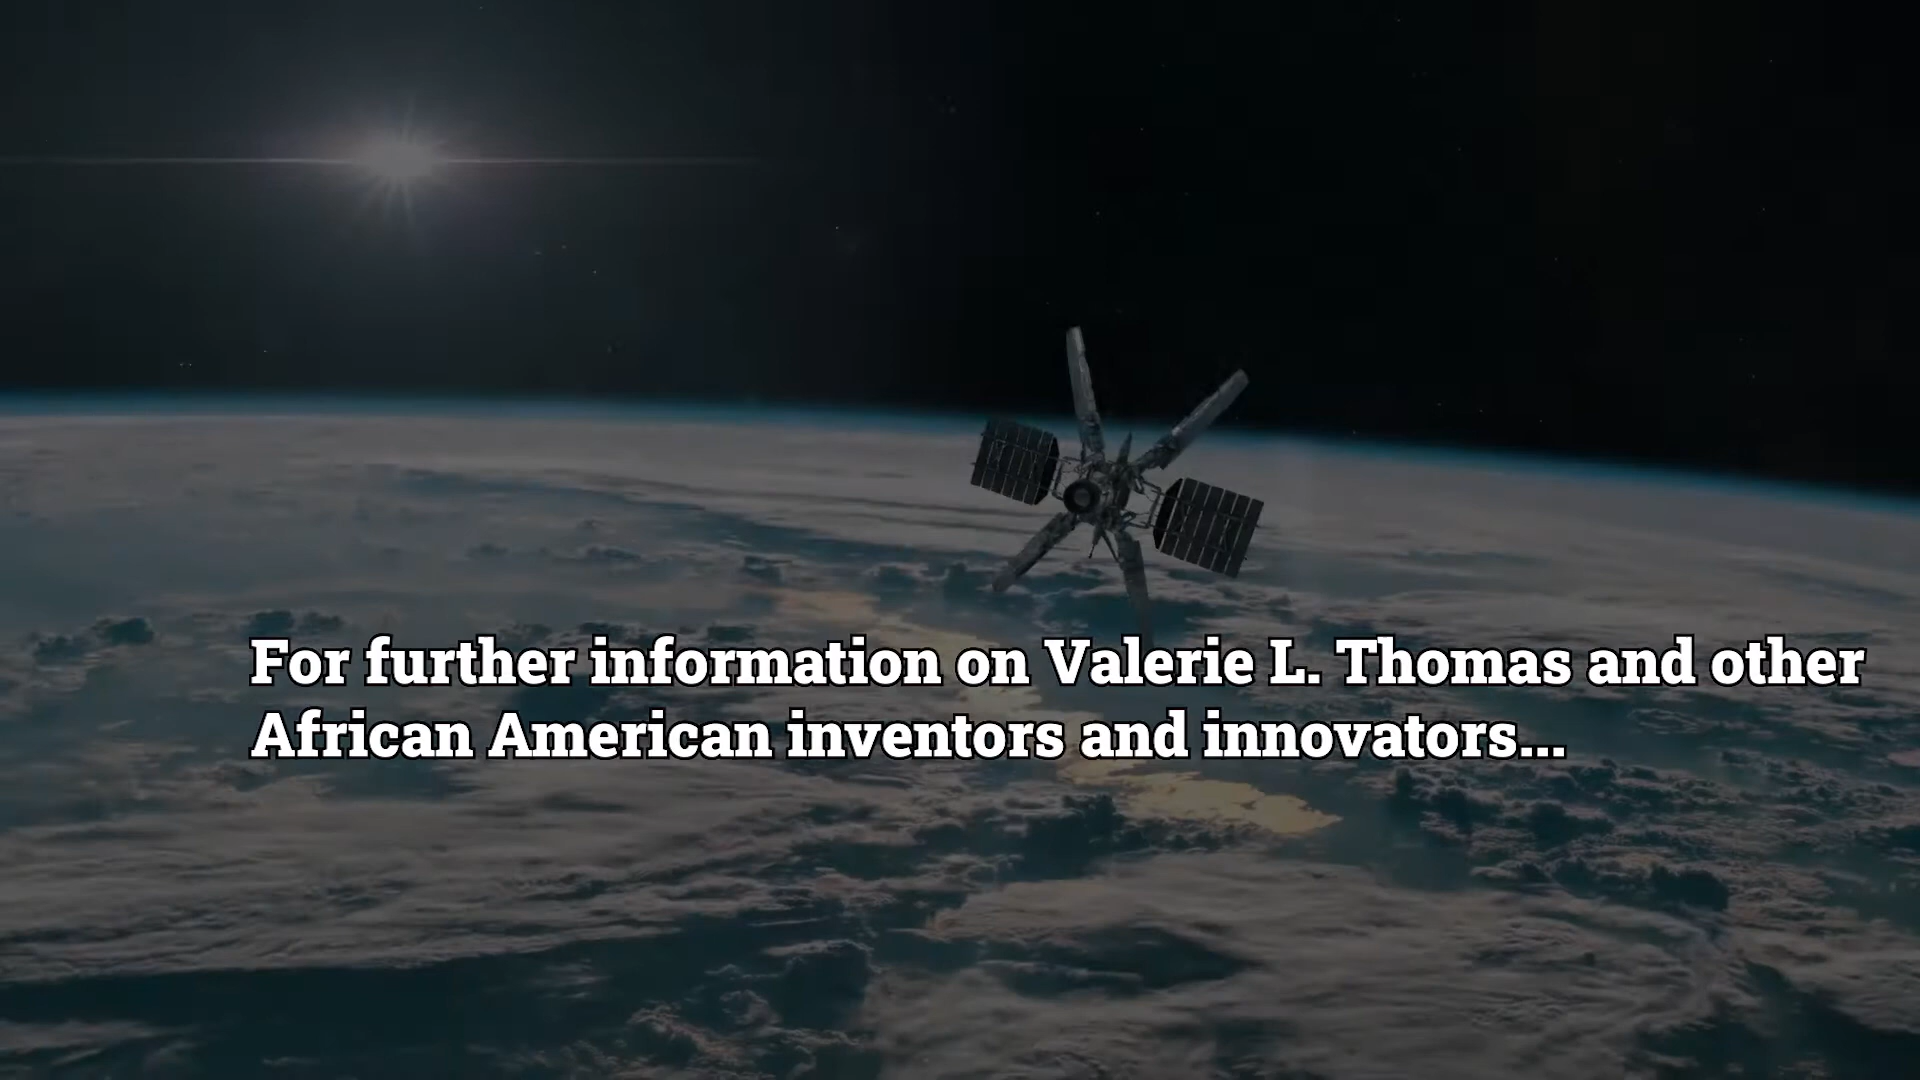 For further information on Valerie L. Thomas and other
African American inventors and innovators...